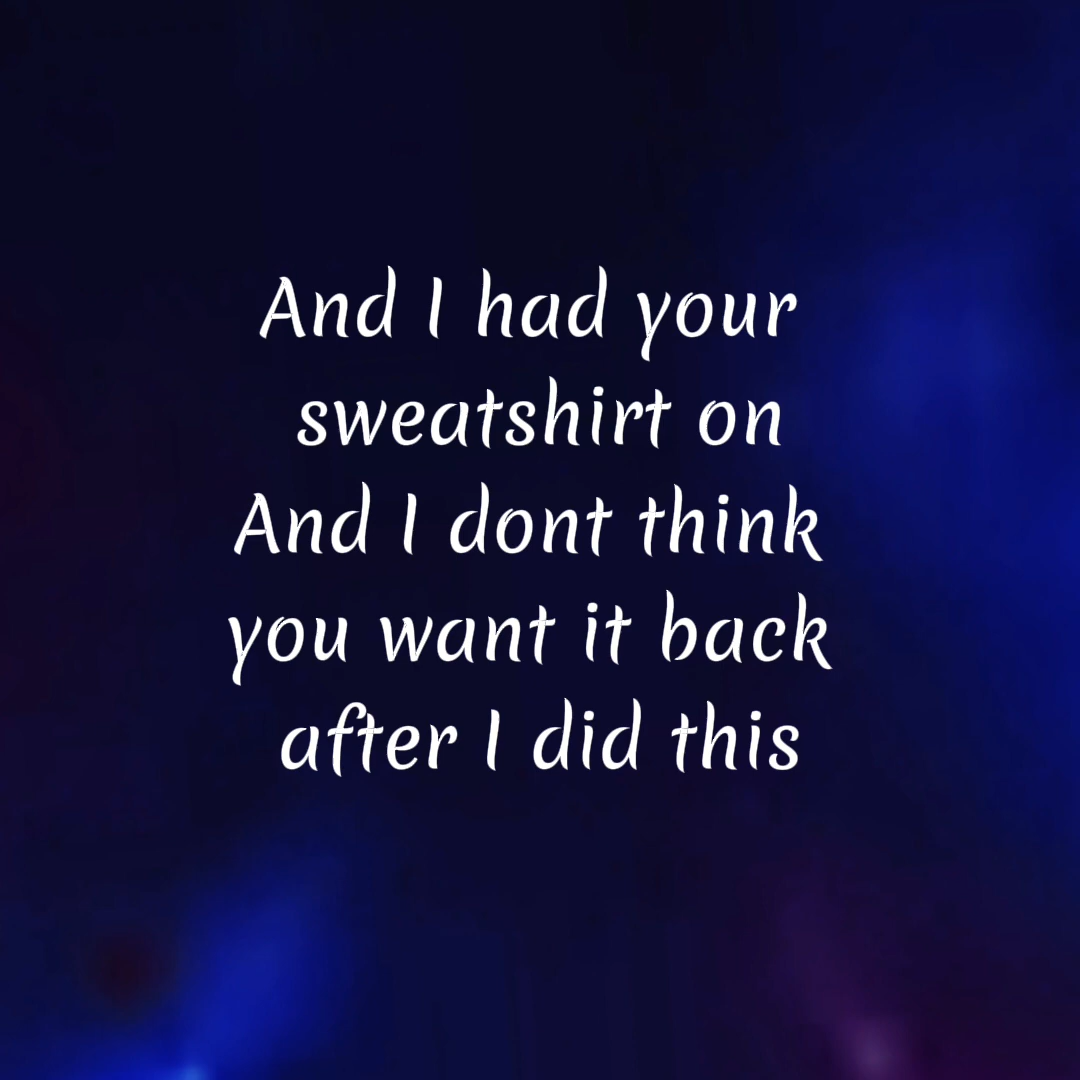 And I had your
sweatshirt on
And I dont think
you want it back
after I did this